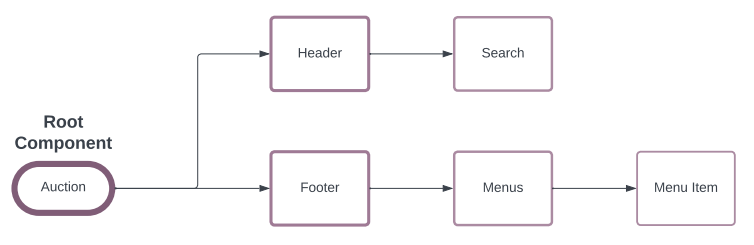 Header
Search
Root
Component
Auction
Footer
Menus
Menu Item